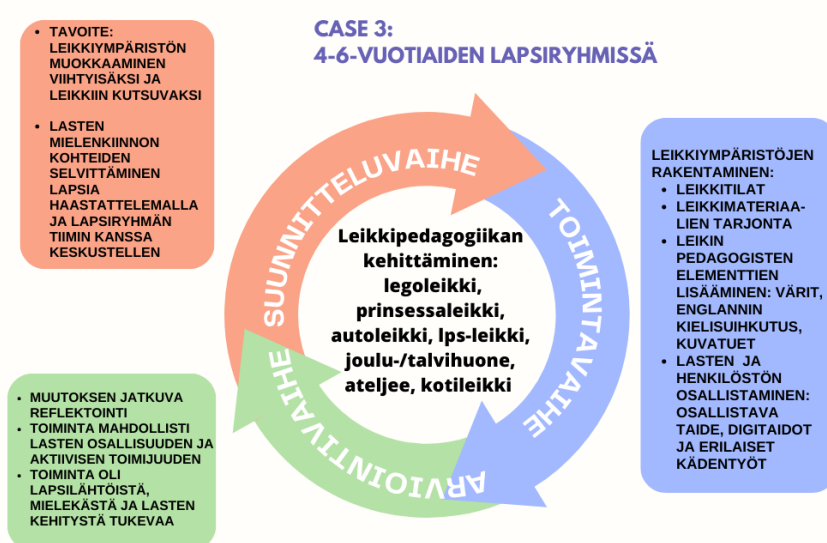 CASE 3:
4-6-VUOTIAIDEN LAPSIRYHMISSÄ
• TAVOITE:
LEIKKIYMPÄRISTÖN
MUOKKAAMINEN
VIIHTYISÄKSI JA
LEIKKIIN KUTSUVAKSI
• LASTEN
MIELENKIINNON
KOHTEIDEN
SELVITTÄMINEN
LAPSIA
HAASTATTELEMALLA
JA LAPSIRYHMÄN
TIIMIN KANSSA
KESKUSTELLEN
SUUNNITTELUVAIHE
TOIMINTAVAIHE
ARVIOINTIVAIHE
Leikkipedagogiikan
kehittäminen:
legoleikki,
prinsessaleikki,
autoleikki, lps-leikki,
joulu-/talvihuone,
ateljee, kotileikki
LEIKKIYMPÄRISTÖJEN
RAKENTAMINEN:
• LEIKKITILAT
• LEIKKIMATERIAA-
LIEN TARJONTA
• LEIKIN
PEDAGOGISTEN
ELEMENTTIEN
LISÄÄMINEN: VÄRIT,
ENGLANNIN
KIELISUIHKUTUS,
KUVATUET
• LASTEN JA
HENKILÖSTÖN
OSALLISTAMINEN:
OSALLISTAVA
TAIDE, DIGITAIDOT
JA ERILAISET
KÄDENTYÖT
• MUUTOKSEN JATKUVA
REFLEKTOINTI
• TOIMINTA MAHDOLLISTI
LASTEN OSALLISUUDEN JA
AKTIIVISEN TOIMIJUUDEN
• TOIMINTA OLI
LAPSILÄHTÖISTÄ,
MIELEKÄSTÄ JA LASTEN
KEHITYSTÄ TUKEVAA